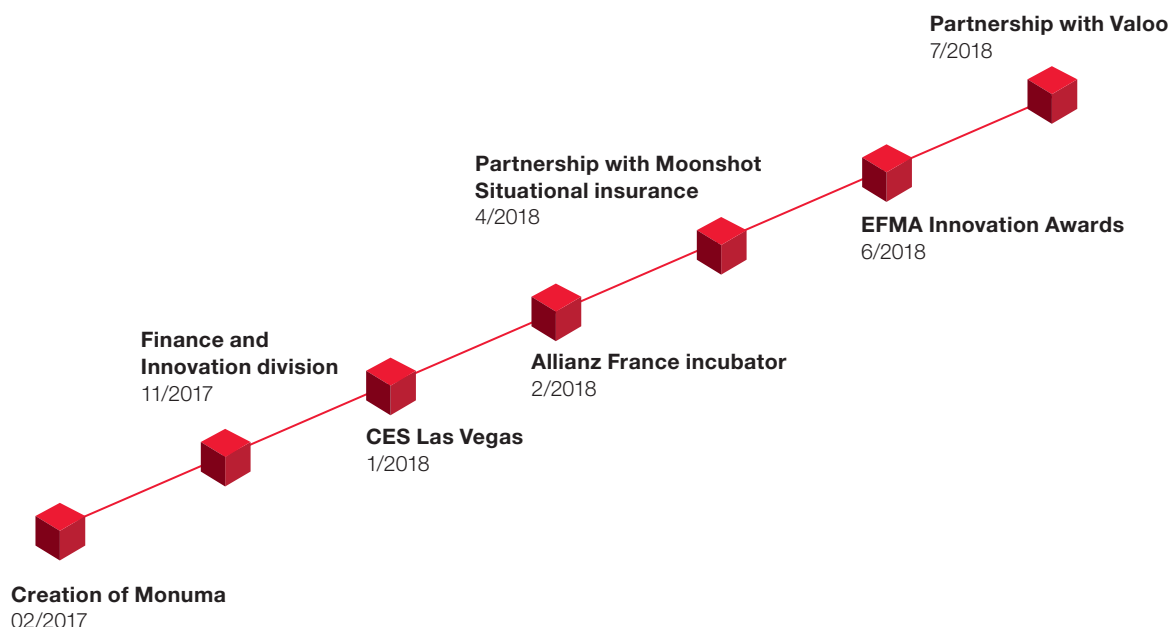 Partnership with Valoo
7/2018
Partnership with Moonshot
Situational insurance
4/2018
EFMA Innovation Awards
6/2018
Finance and
Innovation division
11/2017
Allianz France incubator
2/2018
CES Las Vegas
1/2018
Creation of Monuma
02/2017